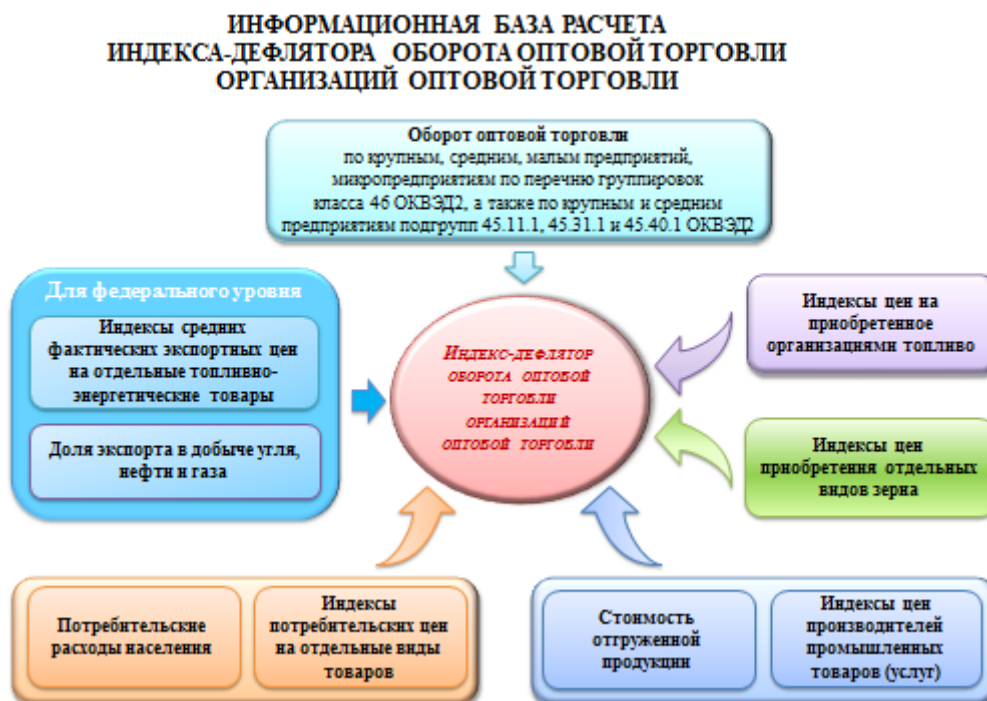 ИНФОРМАЦИОННАЯ БАЗА РАСЧЕТА
ИНДЕКСА-ДЕФЛЯТОРА ОБОРОТА ОПТОВОЙ ТОРГОВЛИ
ОРГАНИЗАЦИЙ ОПТОВОЙ ТОРГОВЛИ
Оборот оптовой торговли
по крупным, средним, малым предприятий,
микропредприятиям по перечню группировок
класса 46 ОКВЭД2, а также по крупным и средним
предприятиям подгрупп 45.11.1, 45.31.1 и 45.40.1 ОКВЭД2
Для федерального уровня
Индексы средних
фактических экспортных цен
на отдельные топливно-
энергетические товары
Доля экспорта в добыче угля,
нефти и газа
ИНДЕКС-ДЕФЛЯТОР
ОБОРОТА ОПТОВОЙ
ТОРГОВЛИ
ОРГАНИЗАЦИЙ
ОПТОВОЙ ТОРГОВЛИ
Индексы цен на
приобретенное
организациями топливо
Индексы цен
приобретения отдельных
видов зерна
Потребительские
расходы населения
Индексы
потребительских цен
на отдельные виды
товаров
Стоимость
отгруженной
продукции
Индексы цен
производителей
промышленных
товаров (услуг)